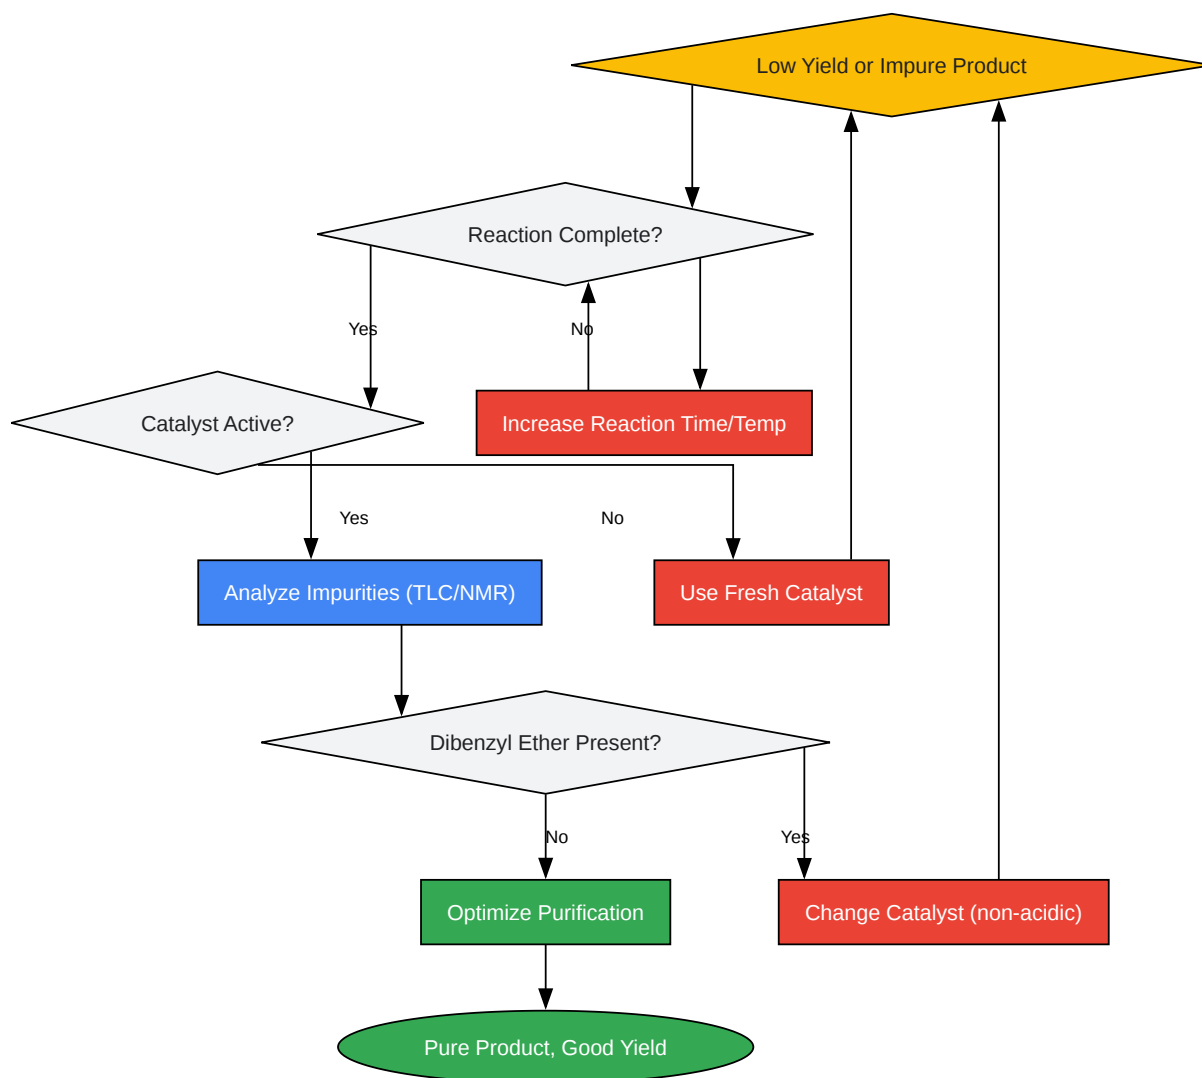 Low Yield or Impure Product
Reaction Complete?
Yes
No
Increase Reaction Time/Temp
Catalyst Active?
Yes
No
Analyze Impurities (TLC/NMR)
Use Fresh Catalyst
Dibenzyl Ether Present?
No
Yes
Optimize Purification
Change Catalyst (non-acidic)
Pure Product, Good Yield